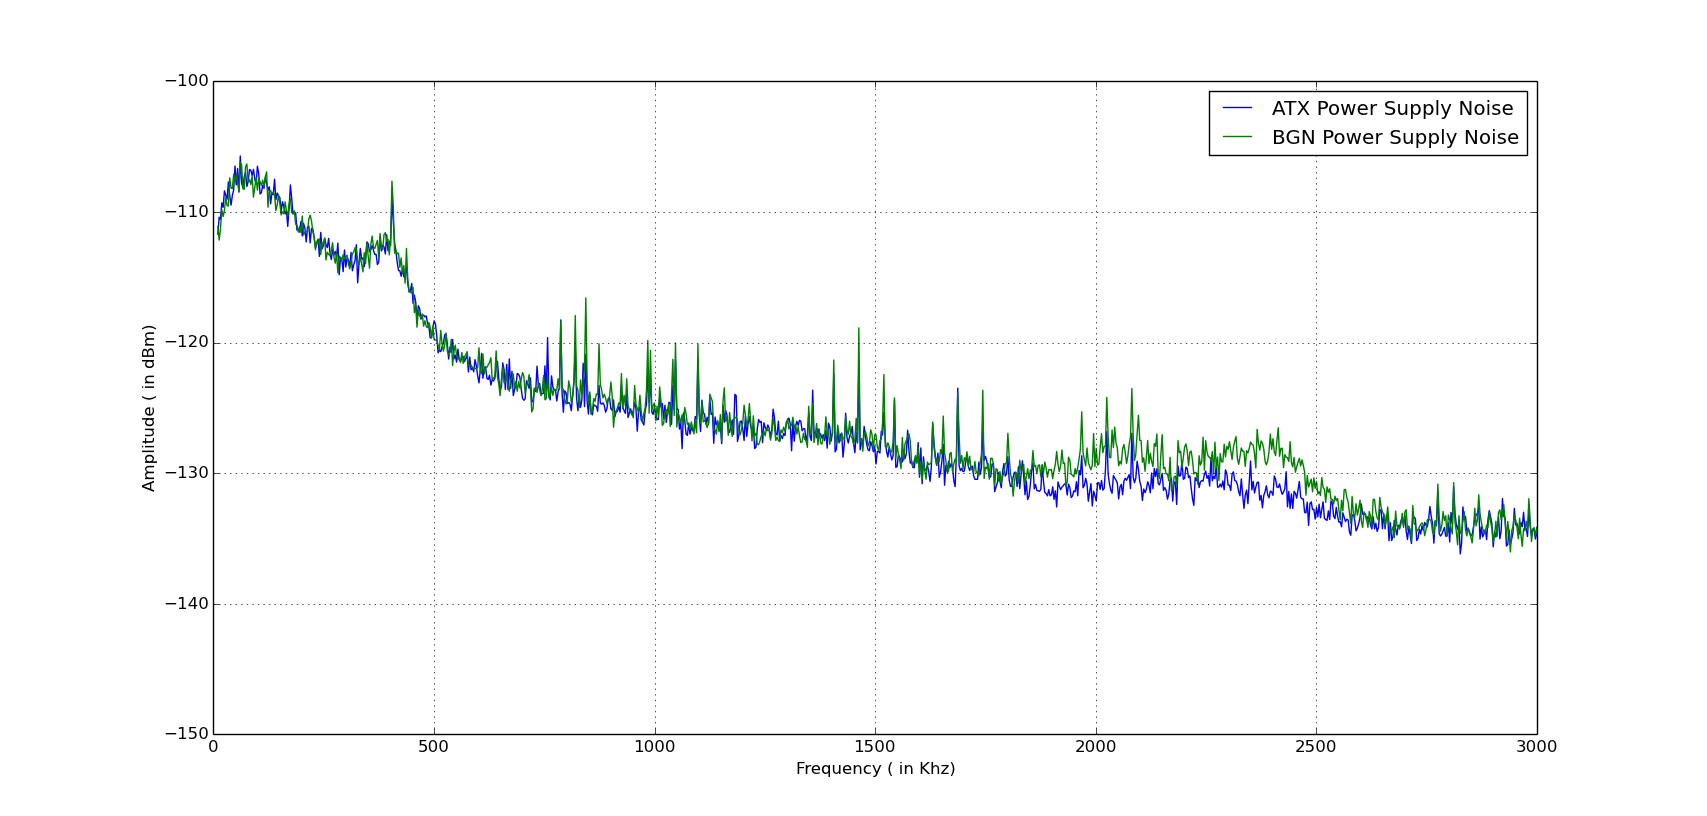 ATX Power Supply Noise
BGN Power Supply Noise
Amplitude ( in dBm)
−100
−110
−120
−130
−140
−150
0 500 1000 1500 2000 2500 3000
Frequency ( in Khz)